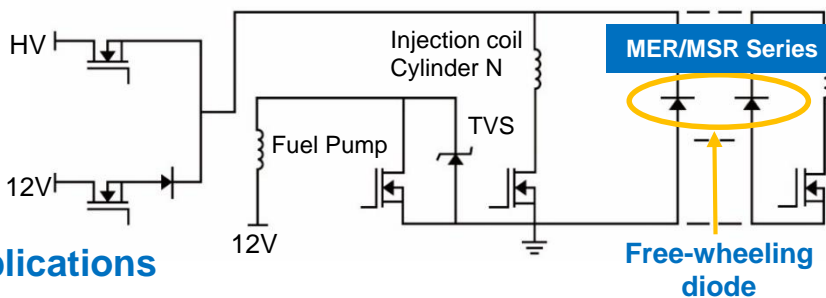 HV
Injection coil
Cylinder N
MER/MSR Series
TVS
Fuel Pump
12V
12V
Free-wheeling
diode